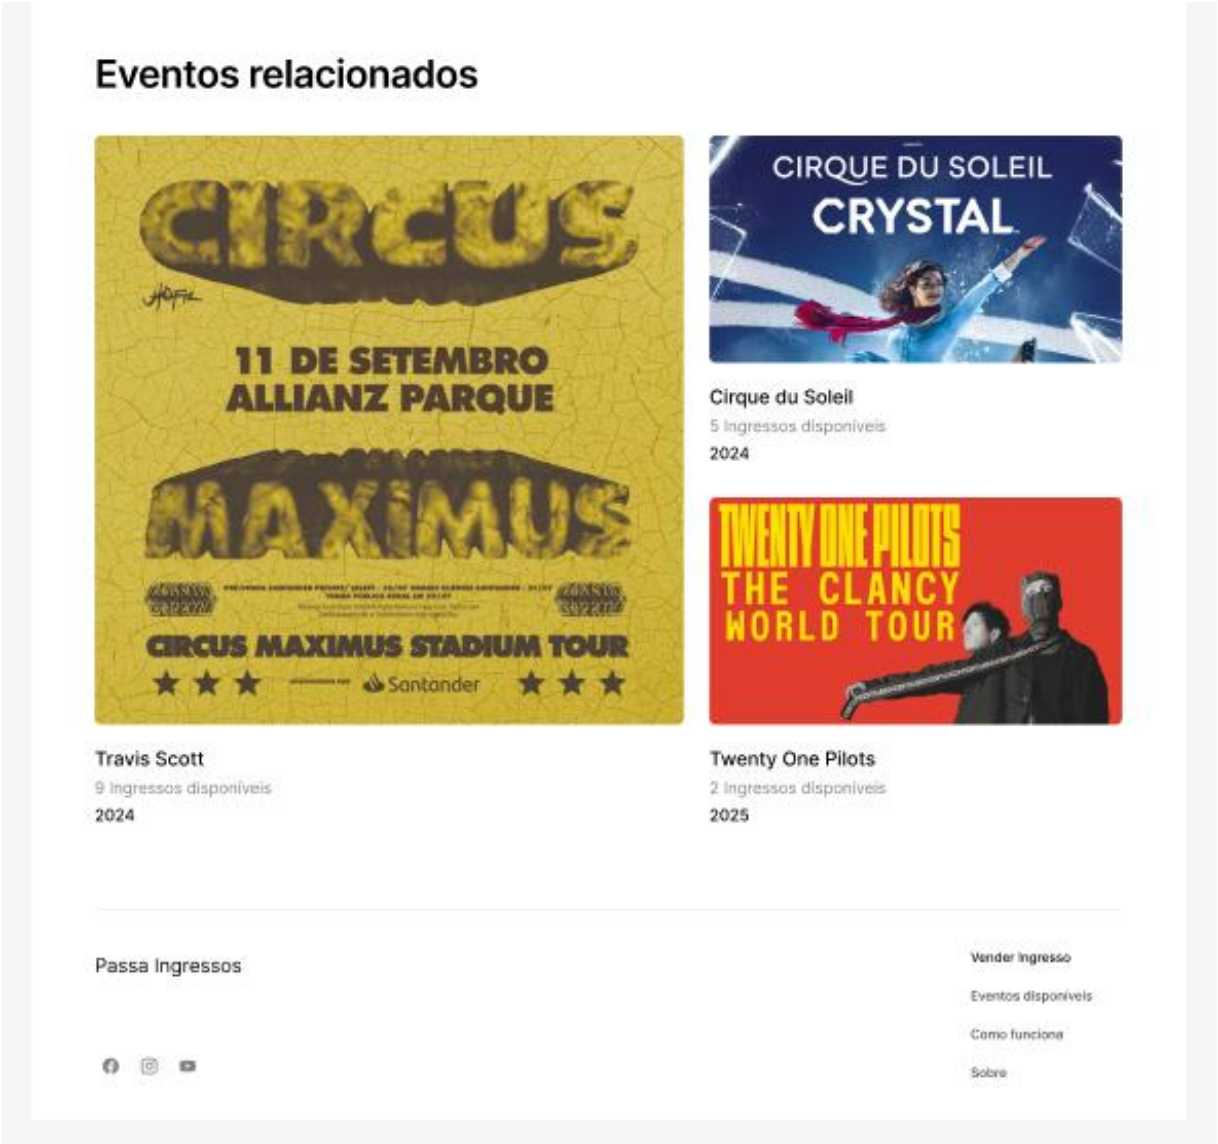 Eventos relacionados
CIRCUS
11 DE SETEMBRO
ALLIANZ PARQUE
MAXIMUS
CIRCUS MAXIMUS STADIUM TOUR
Santander
Travis Scott
9 Ingressos disponíveis
2024
CIRQUE DU SOLEIL
CRYSTAL
Cirque du Soleil
5 Ingressos disponíveis
2024
TWENTY ONE PILOTS
THE CLANCY
WORLD TOUR
Twenty One Pilots
2 Ingressos disponíveis
2025
Passa Ingressos
Vender Ingresso
Eventos disponíveis
Como funciona
Sobre